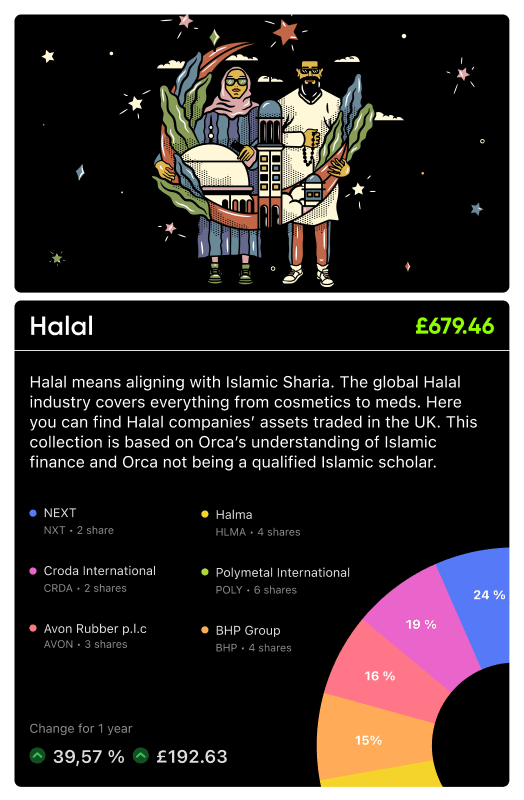 Halal
£679.46
Halal means aligning with Islamic Sharia. The global Halal
industry covers everything from cosmetics to meds. Here
you can find Halal companies’ assets traded in the UK. This
collection is based on Orca’s understanding of Islamic
finance and Orca not being a qualified Islamic scholar.
NEXT
NXT • 2 share
Halma
HLMA • 4 shares
Croda International
CRDA • 2 shares
Polymetal International
POLY • 6 shares
Avon Rubber p.l.c
AVON • 3 shares
BHP Group
BHP • 4 shares
24 %
19 %
16 %
15%
Change for 1 year
39,57 %
£192.63